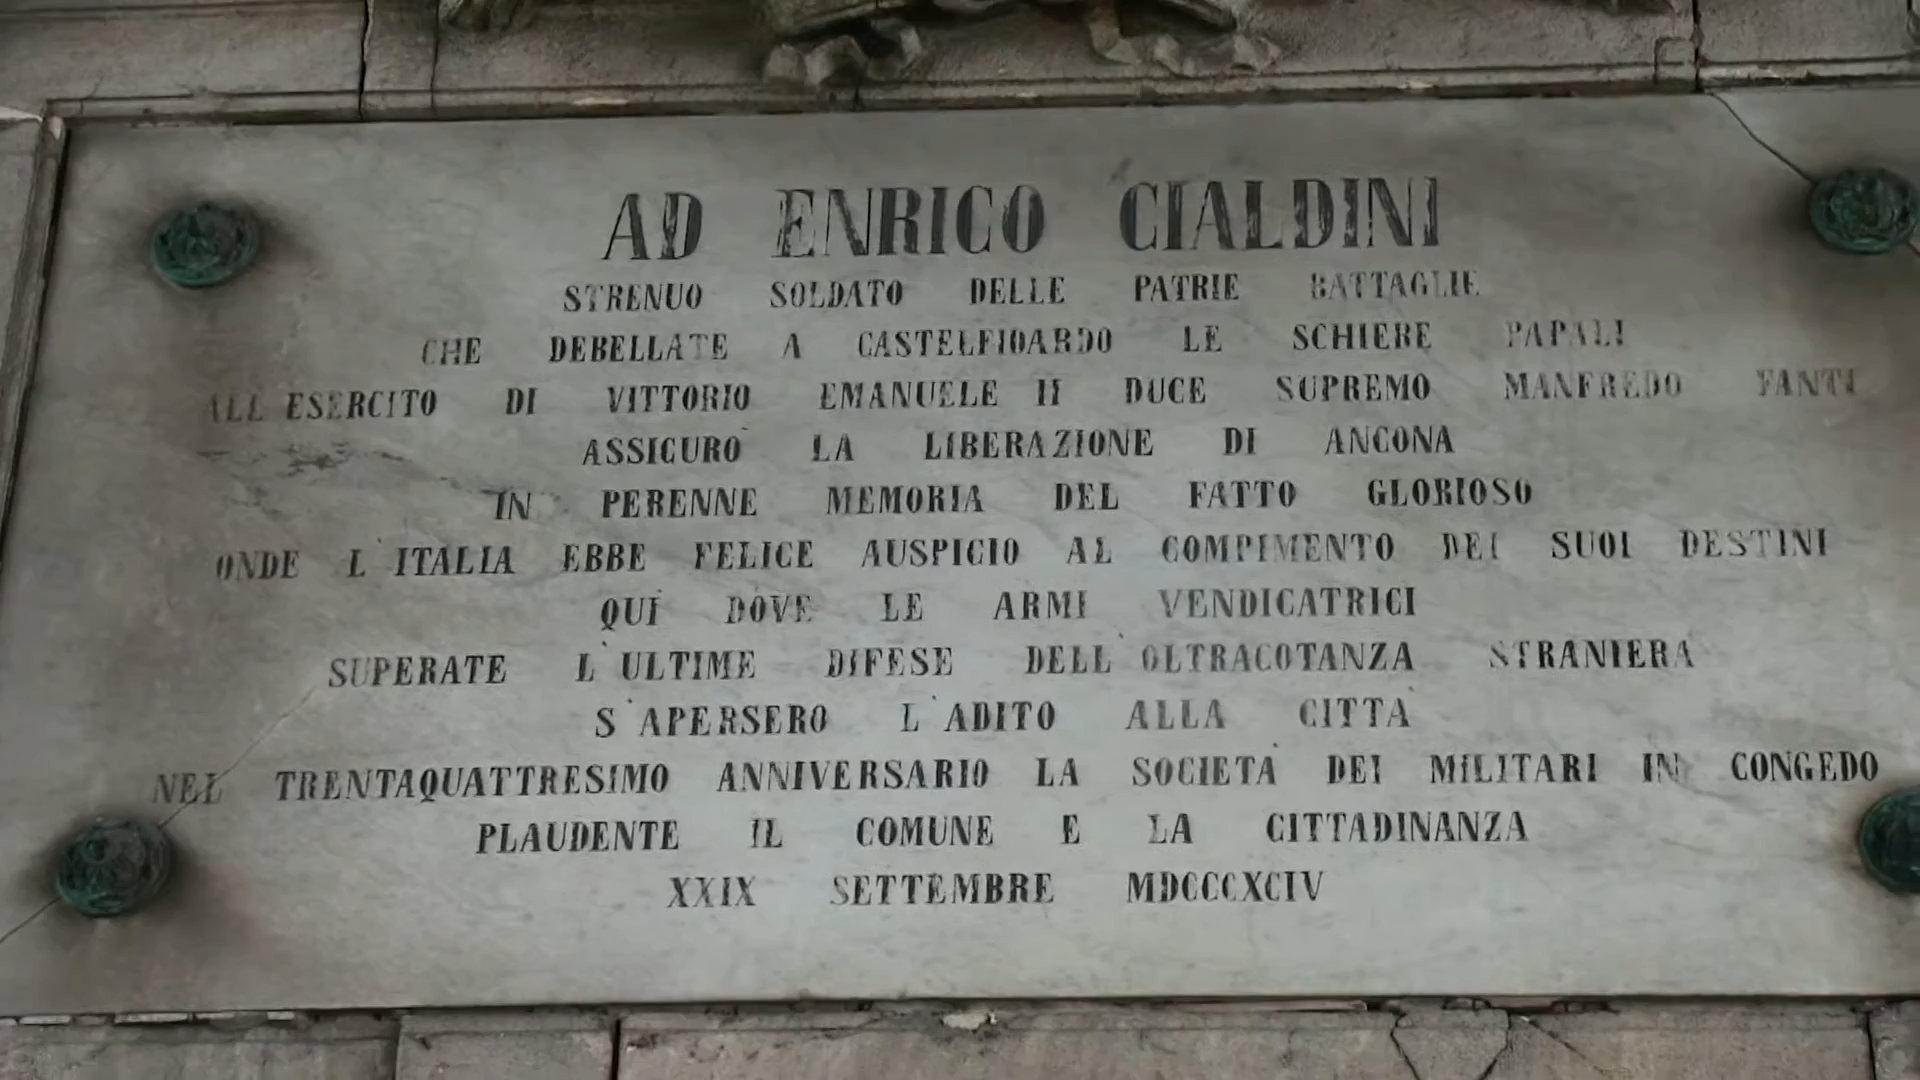 AD ENRICO CIALDINI
STRENUO SOLDATO DELLE PATRIE BATTAGLIE
CHE DEBELLATE A CASTELFIDARDO LE SCHIERE PAPALI
ALL ESERCITO DI VITTORIO EMANUELE II DUCE SUPREMO MANFREDO FANTI
ASSICURÒ LA LIBERAZIONE DI ANCONA
IN PERENNE MEMORIA DEL FATTO GLORIOSO
ONDE L'ITALIA EBBE FELICE AUSPICIO AL COMPIMENTO DEI SUOI DESTINI
QUI DOVE LE ARMI VENDICATRICI
SUPERATE L'ULTIME DIFESE DELL'OLTRACOTANZA STRANIERA
S'APERSERO L'ADITO ALLA CITTÀ
NEL TRENTAQUATTRESIMO ANNIVERSARIO LA SOCIETÀ DEI MILITARI IN CONGEDO
PLAUDENTE IL COMUNE E LA CITTADINANZA
XXIX SETTEMBRE MDCCCXCIV